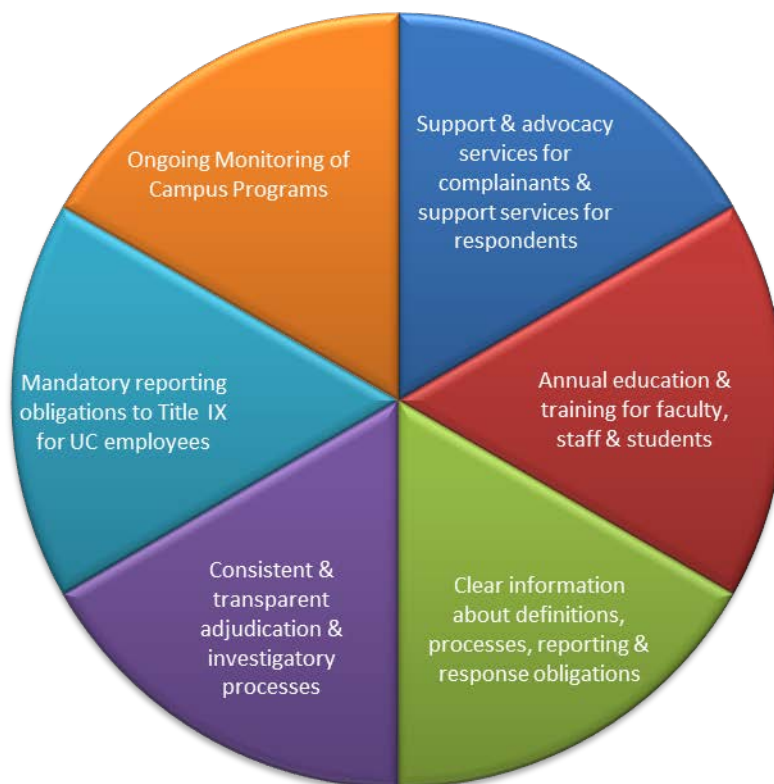 Support & advocacy
services for
complainants &
support services for
respondents
Annual education &
training for faculty,
staff & students
Clear information
about definitions,
processes, reporting &
response obligations
Consistent &
transparent
adjudication &
investigatory
processes
Mandatory reporting
obligations to Title IX
for UC employees
Ongoing Monitoring of
Campus Programs